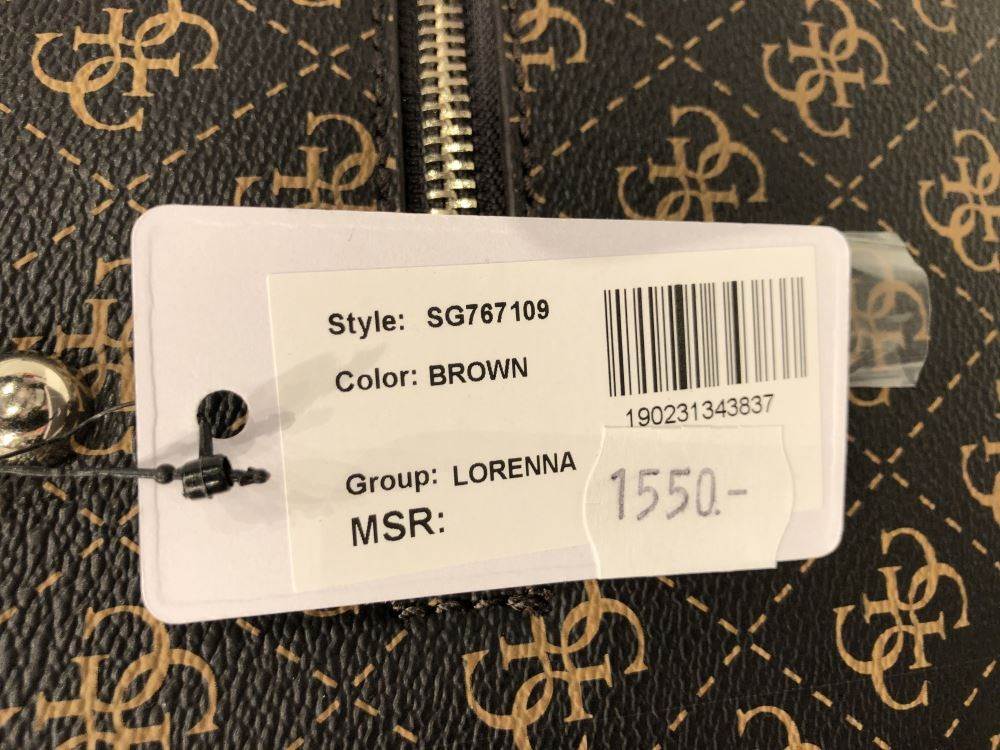 Style: SG767109
Color: BROWN
190231343837
Group: LORENNA
MSR:
1550.-